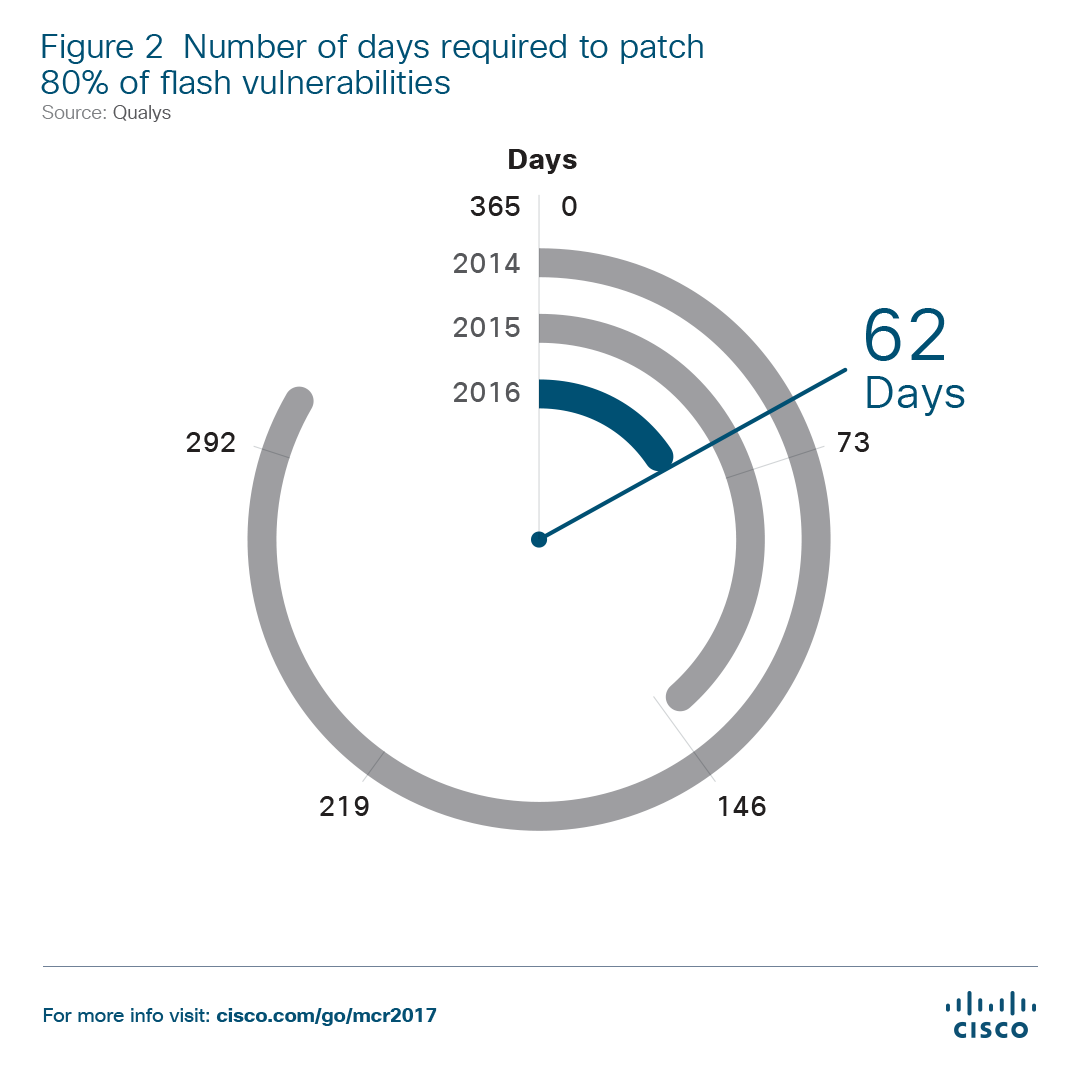 Figure 2  Number of days required to patch
80% of flash vulnerabilities
Source: Qualys
Days
365 0
2014
2015
2016
62
Days
292
73
219
146
For more info visit: cisco.com/go/mcr2017
CISCO